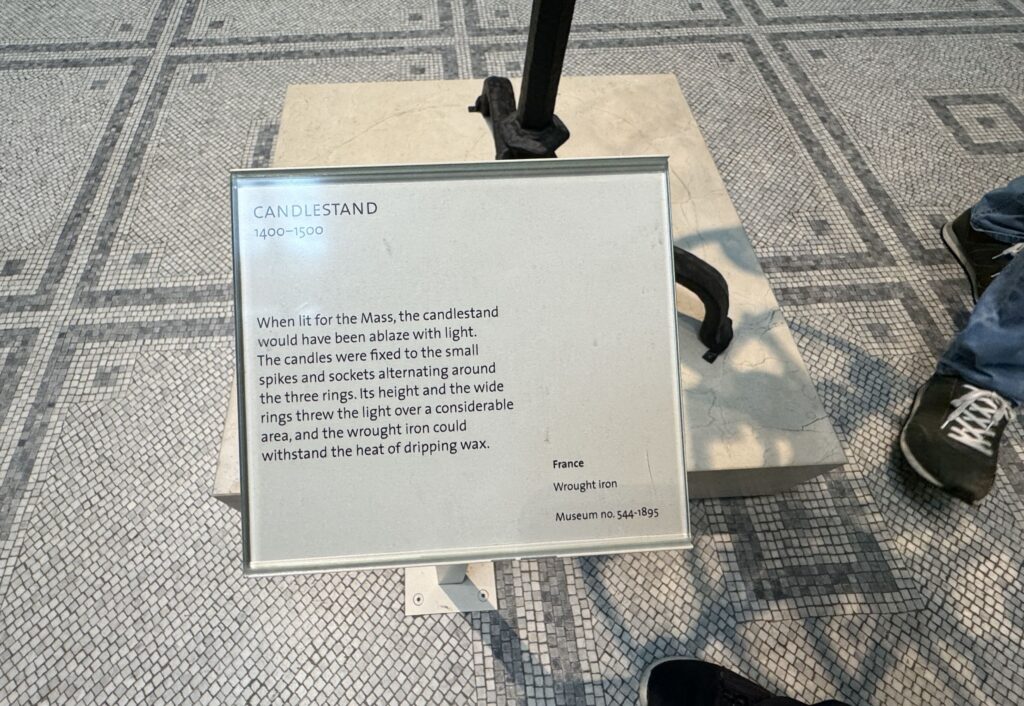 CANDLESTAND
1400–1500
When lit for the Mass, the candlestand
would have been ablaze with light.
The candles were fixed to the small
spikes and sockets alternating around
the three rings. Its height and the wide
rings threw the light over a considerable
area, and the wrought iron could
withstand the heat of dripping wax.
France
Wrought iron
Museum no. 544-1895